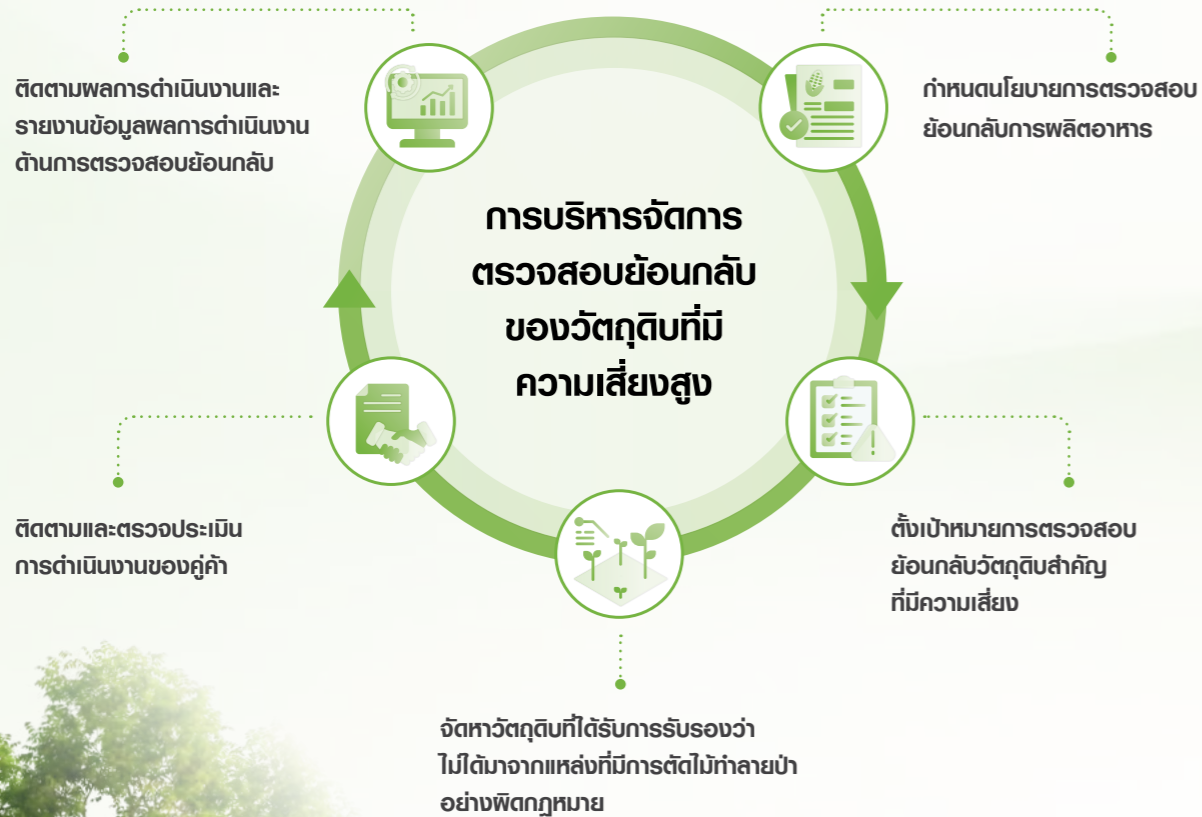 การบริหารจัดการ
ตรวจสอบย้อนกลับ
ของวัตถุดิบที่มี
ความเสี่ยงสูง
กำหนดนโยบายการตรวจสอบ
ย้อนกลับการผลิตอาหาร
ตั้งเป้าหมายการตรวจสอบ
ย้อนกลับวัตถุดิบสำคัญ
ที่มีความเสี่ยง
จัดหาวัตถุดิบที่ได้รับการรับรองว่า
ไม่ได้มาจากแหล่งที่มีการตัดไม้ทำลายป่า
อย่างผิดกฎหมาย
ติดตามและตรวจประเมิน
การดำเนินงานของคู่ค้า
ติดตามผลการดำเนินงานและ
รายงานข้อมูลผลการดำเนินงาน
ด้านการตรวจสอบย้อนกลับ